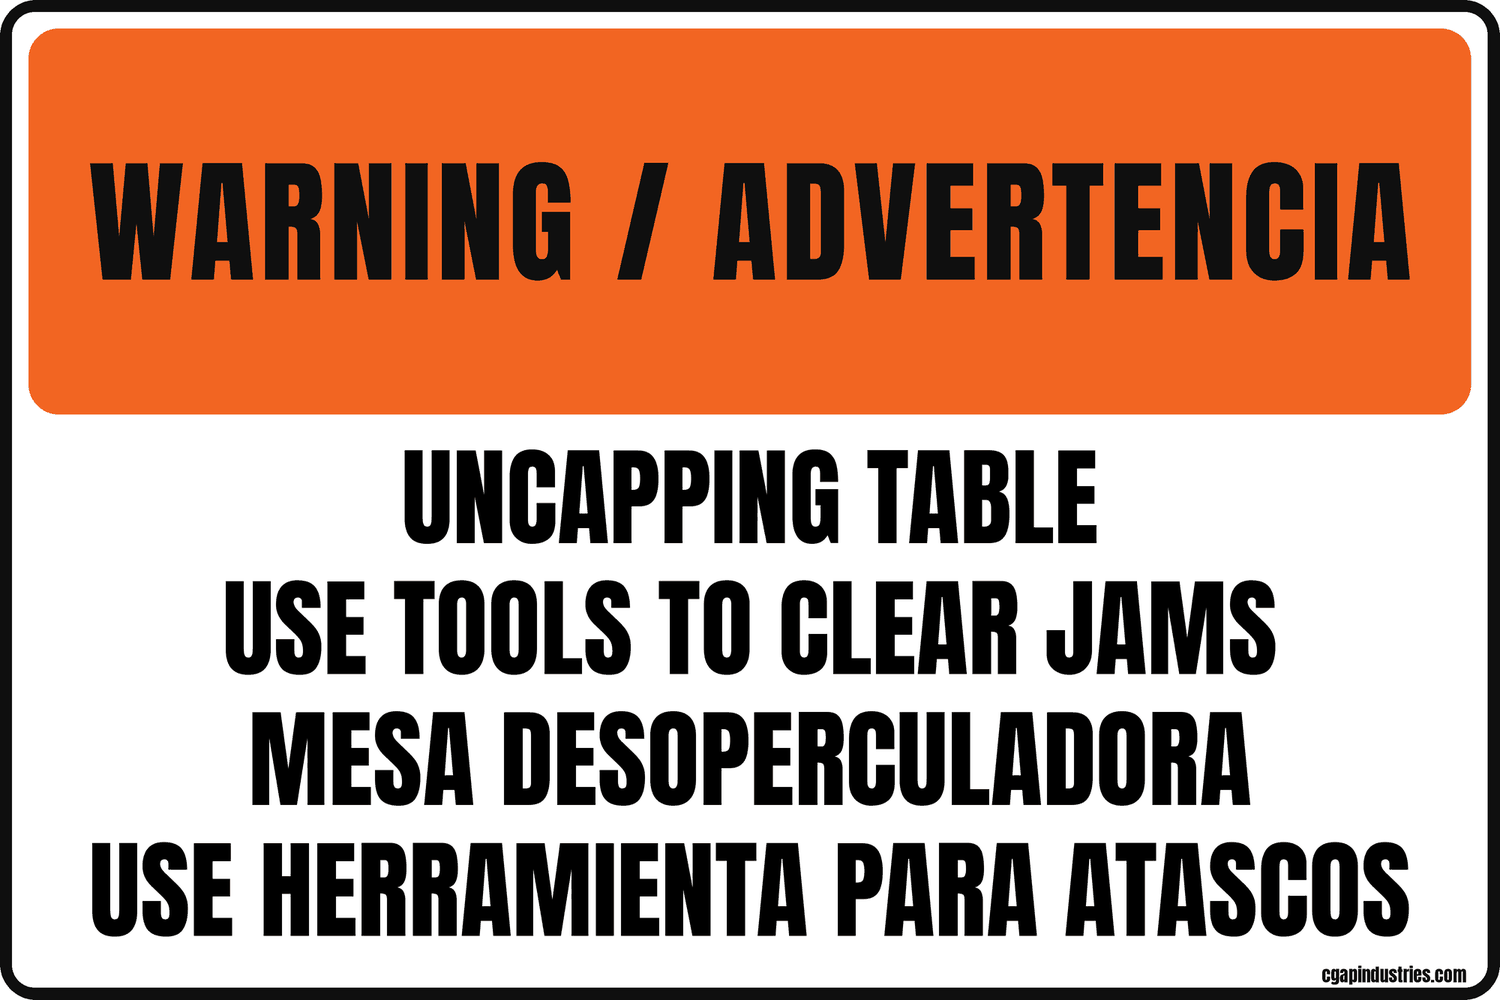 WARNING / ADVERTENCIA
UNCAPPING TABLE
USE TOOLS TO CLEAR JAMS
MESA DESOPERCULADORA
USE HERRAMIENTA PARA ATASCOS
cgapindustries.com